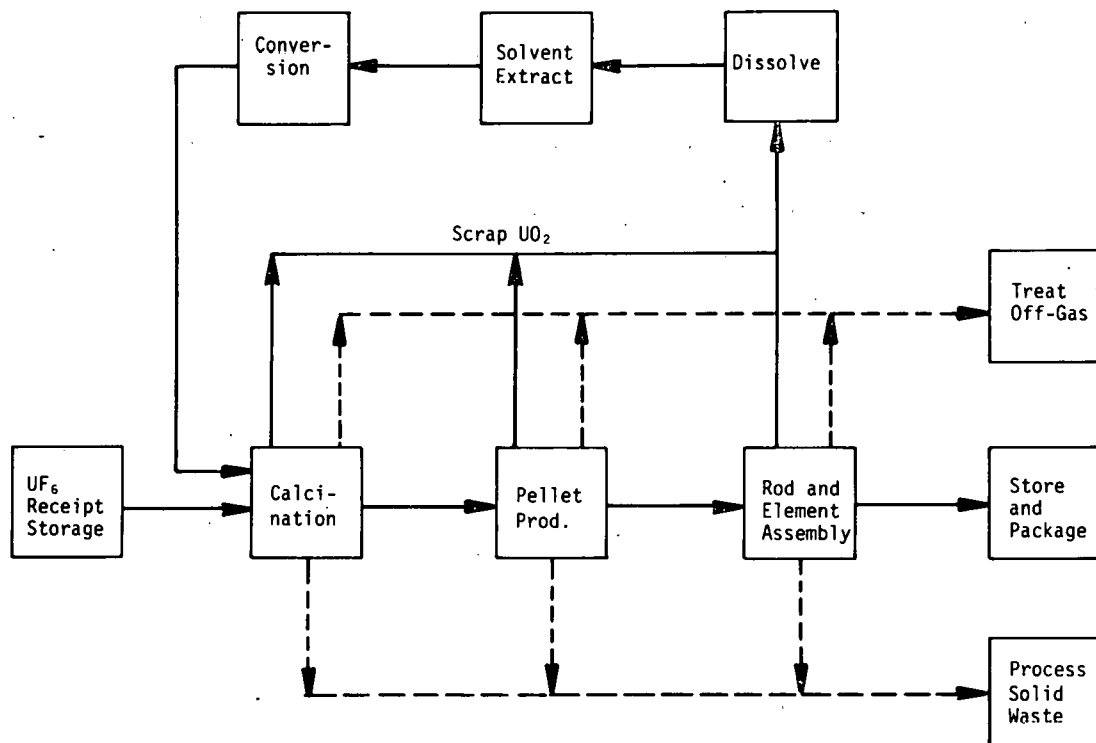 Conver-
sion
Solvent
Extract
Dissolve
Scrap UO₂
Treat
Off-Gas
UF₆
Receipt
Storage
Calci-
nation
Pellet
Prod.
Rod and
Element
Assembly
Store
and
Package
Process
Solid
Waste